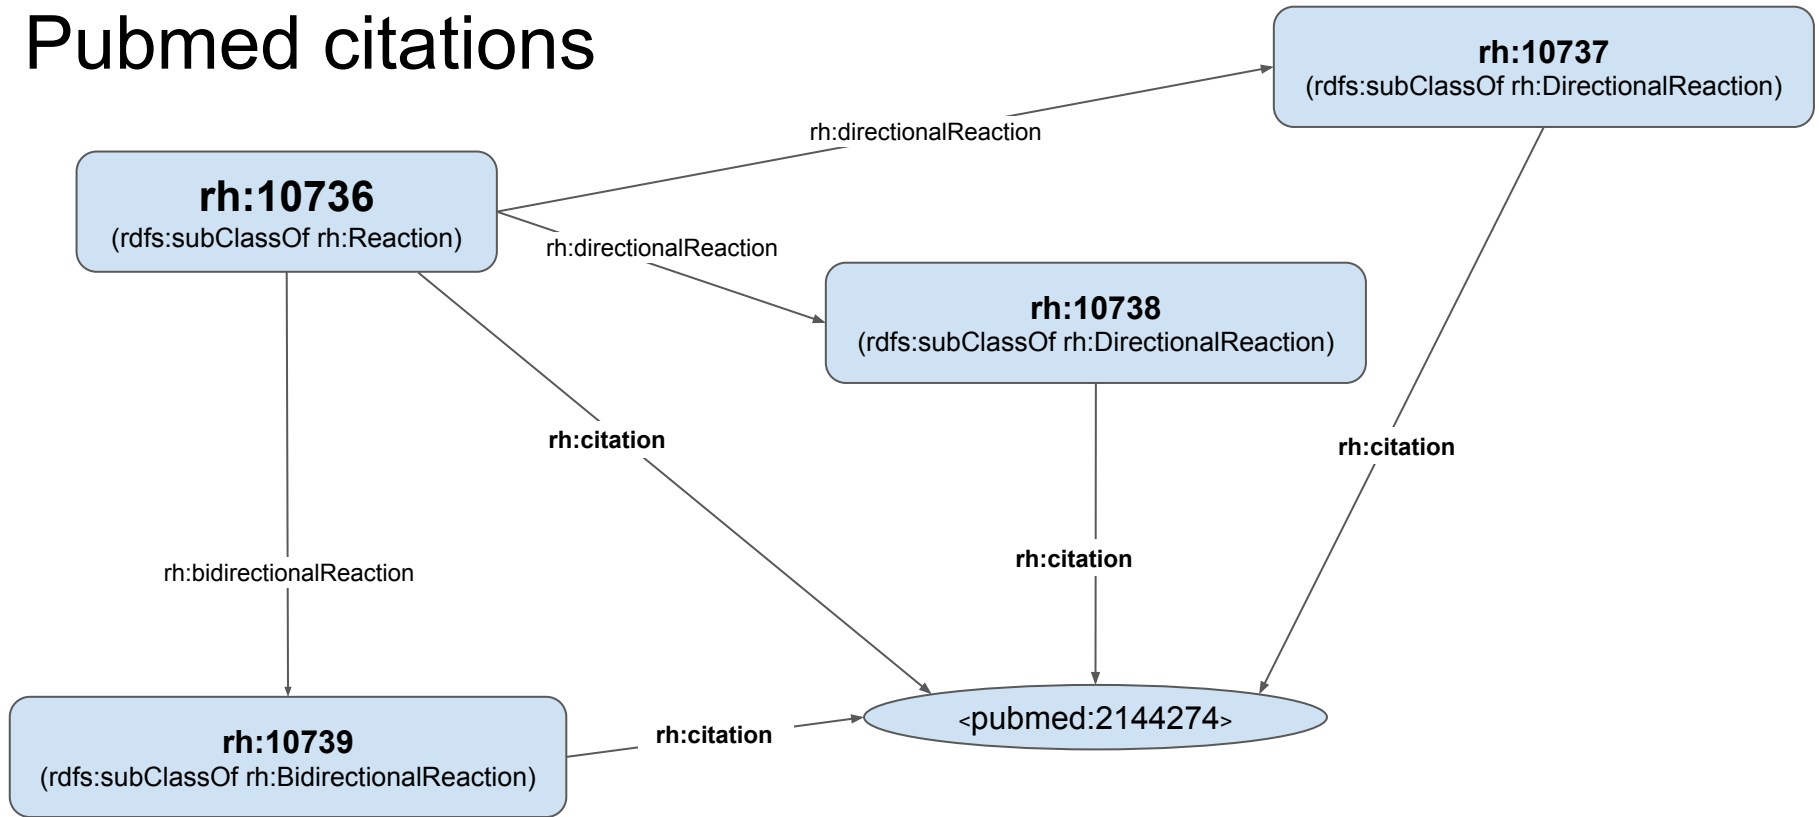 Pubmed citations
rh:10737
(rdfs:subClassOf rh:DirectionalReaction)
rh:directionalReaction
rh:10736
(rdfs:subClassOf rh:Reaction)
rh:directionalReaction
rh:10738
(rdfs:subClassOf rh:DirectionalReaction)
rh:citation
rh:citation
rh:citation
rh:bidirectionalReaction
<pubmed:2144274>
rh:citation
rh:10739
(rdfs:subClassOf rh:BidirectionalReaction)